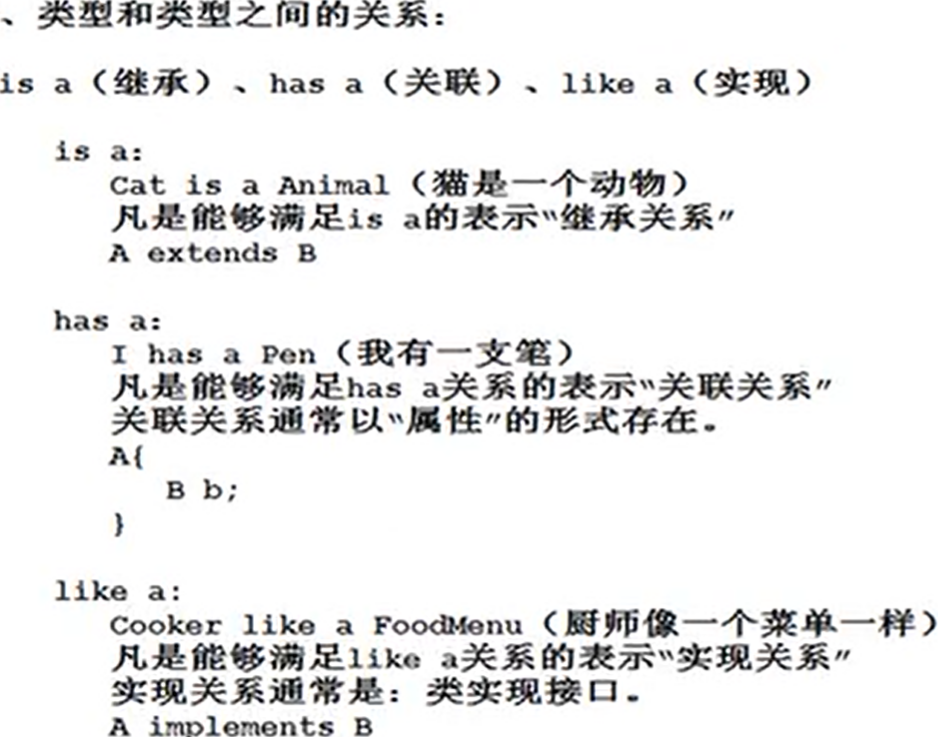 、类型和类型之间的关系：
is a（继承）、has a（关联）、like a（实现）
is a:
Cat is a Animal（猫是一个动物）
凡是能够满足is a的表示“继承关系”
A extends B
has a:
I has a Pen（我有一支笔）
凡是能够满足has a关系的表示“关联关系”
关联关系通常以“属性”的形式存在。
A{
B b;
}
like a:
Cooker like a FoodMenu（厨师像一个菜单一样）
凡是能够满足like a关系的表示“实现关系”
实现关系通常是：类实现接口。
A implements B